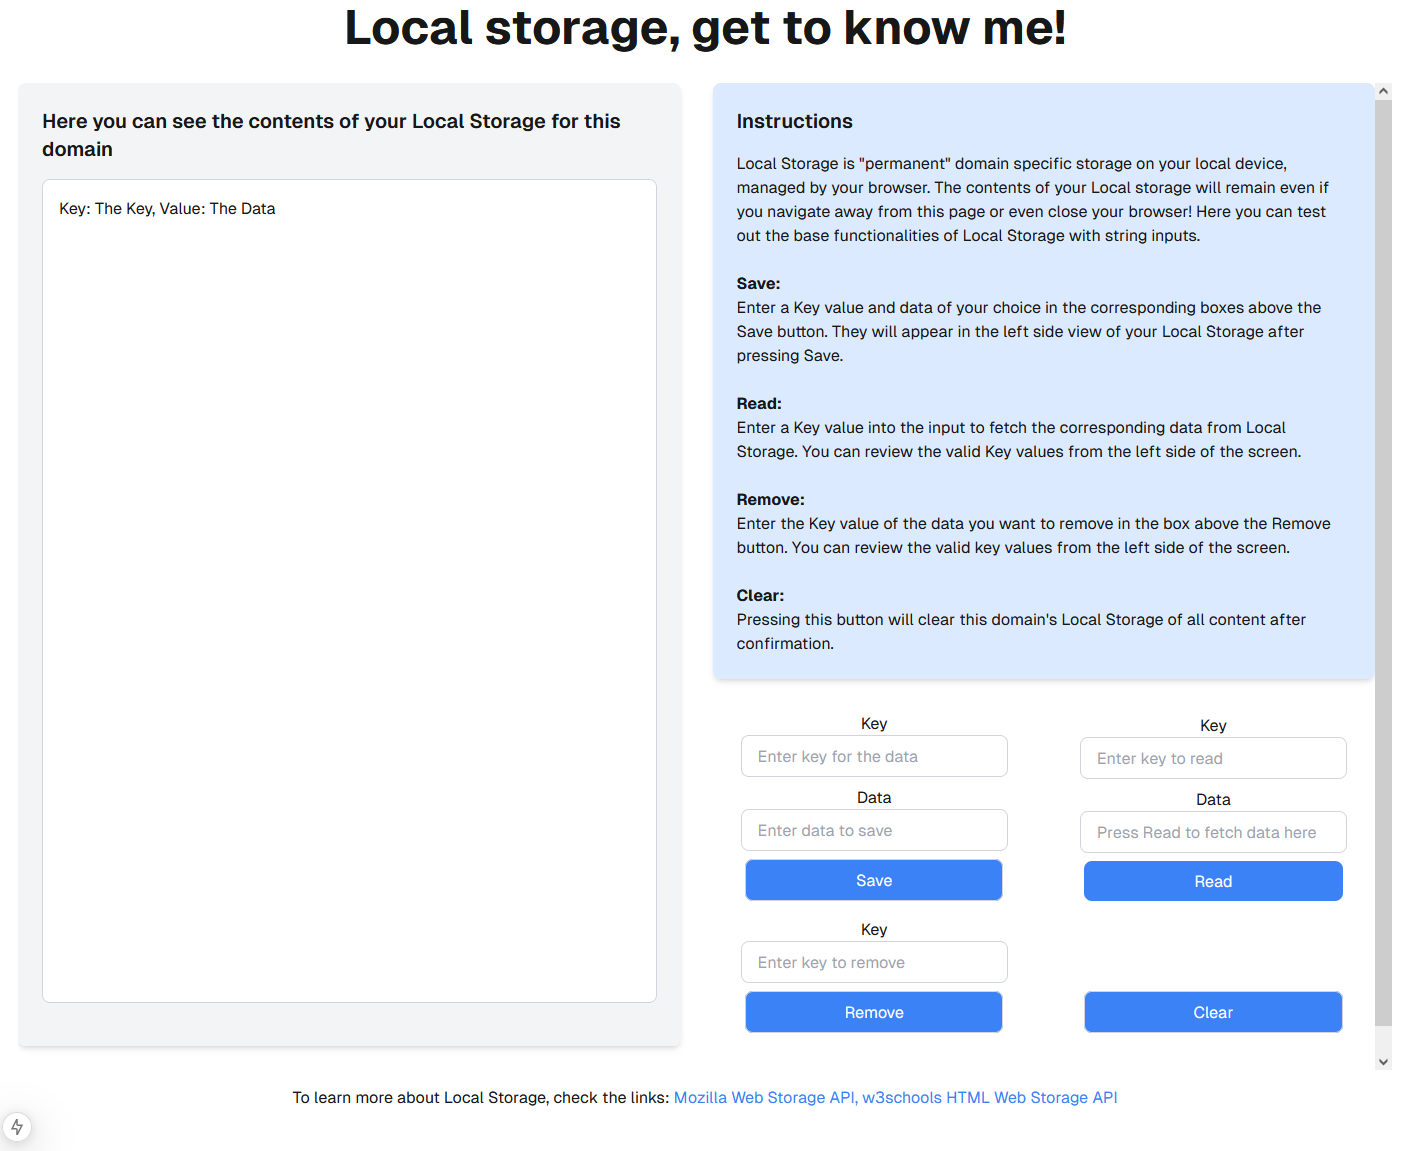 Local storage, get to know me!
Here you can see the contents of your Local Storage for this
domain
Key: The Key, Value: The Data
Instructions
Local Storage is "permanent" domain specific storage on your local device,
managed by your browser. The contents of your Local storage will remain even if
you navigate away from this page or even close your browser! Here you can test
out the base functionalities of Local Storage with string inputs.
Save:
Enter a Key value and data of your choice in the corresponding boxes above the
Save button. They will appear in the left side view of your Local Storage after
pressing Save.
Read:
Enter a Key value into the input to fetch the corresponding data from Local
Storage. You can review the valid Key values from the left side of the screen.
Remove:
Enter the Key value of the data you want to remove in the box above the Remove
button. You can review the valid key values from the left side of the screen.
Clear:
Pressing this button will clear this domain's Local Storage of all content after
confirmation.
Key
Enter key for the data
Data
Enter data to save
Save
Key
Enter key to read
Data
Press Read to fetch data here
Read
Key
Enter key to remove
Remove
Clear
To learn more about Local Storage, check the links: Mozilla Web Storage API, w3schools HTML Web Storage API